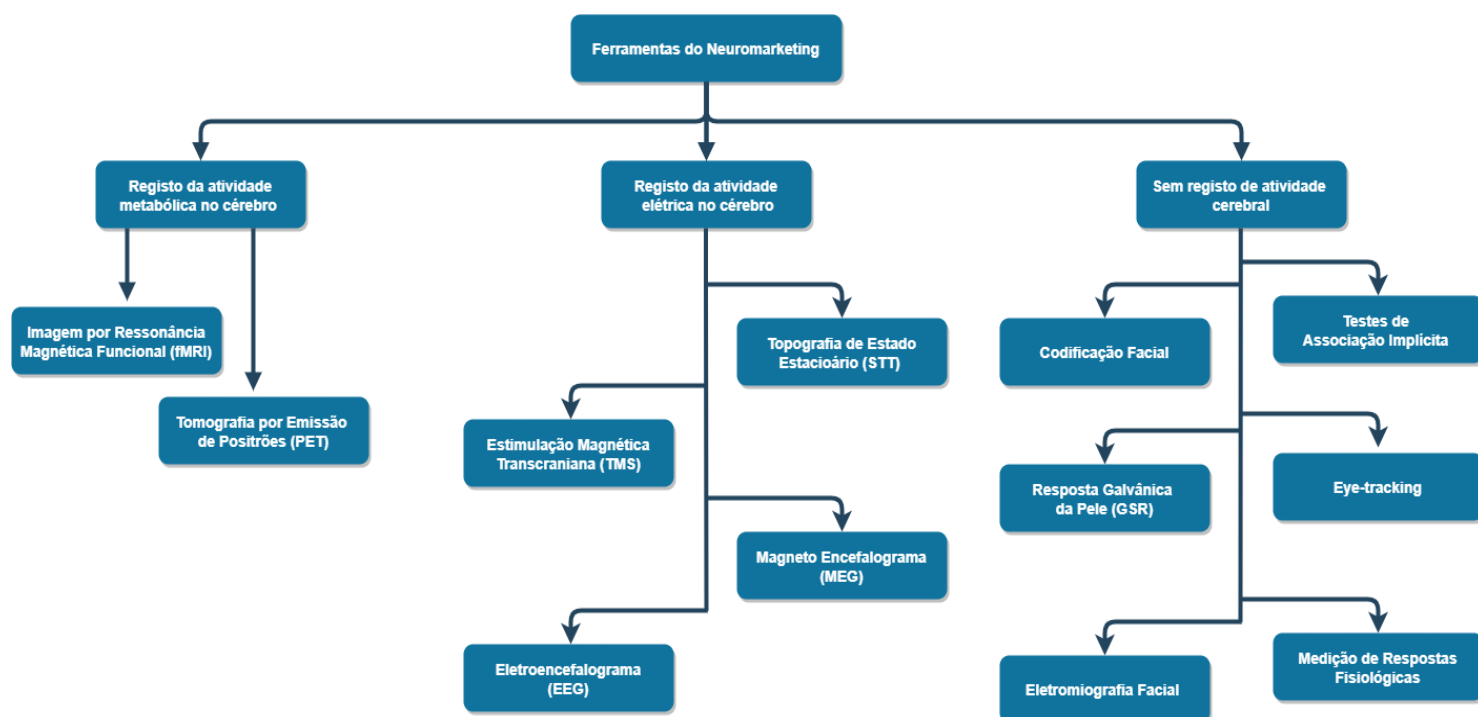 Ferramentas do Neuromarketing
Registo da atividade
metabólica no cérebro
Registo da atividade
elétrica no cérebro
Sem registo de atividade
cerebral
Imagem por Ressonância
Magnética Funcional (fMRI)
Tomografia por Emissão
de Positrões (PET)
Topografia de Estado
Estacioário (STT)
Estimulação Magnética
Transcraniana (TMS)
Magneto Encefalograma
(MEG)
Eletroencefalograma
(EEG)
Testes de
Associação Implícita
Codificação Facial
Eye-tracking
Resposta Galvânica
da Pele (GSR)
Medição de Respostas
Fisiológicas
Eletromiografia Facial